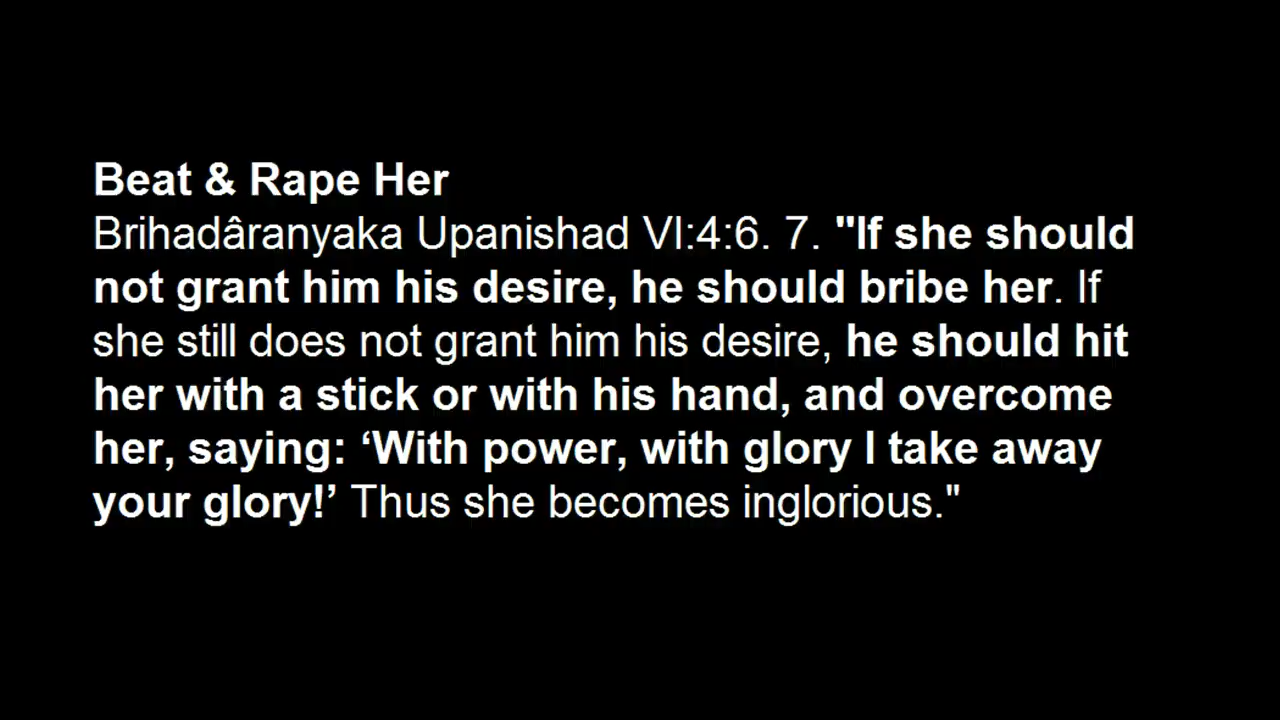 Beat & Rape Her
Brihadâranyaka Upanishad VI:4:6. 7. "If she should
not grant him his desire, he should bribe her. If
she still does not grant him his desire, he should hit
her with a stick or with his hand, and overcome
her, saying: ‘With power, with glory I take away
your glory!’ Thus she becomes inglorious."